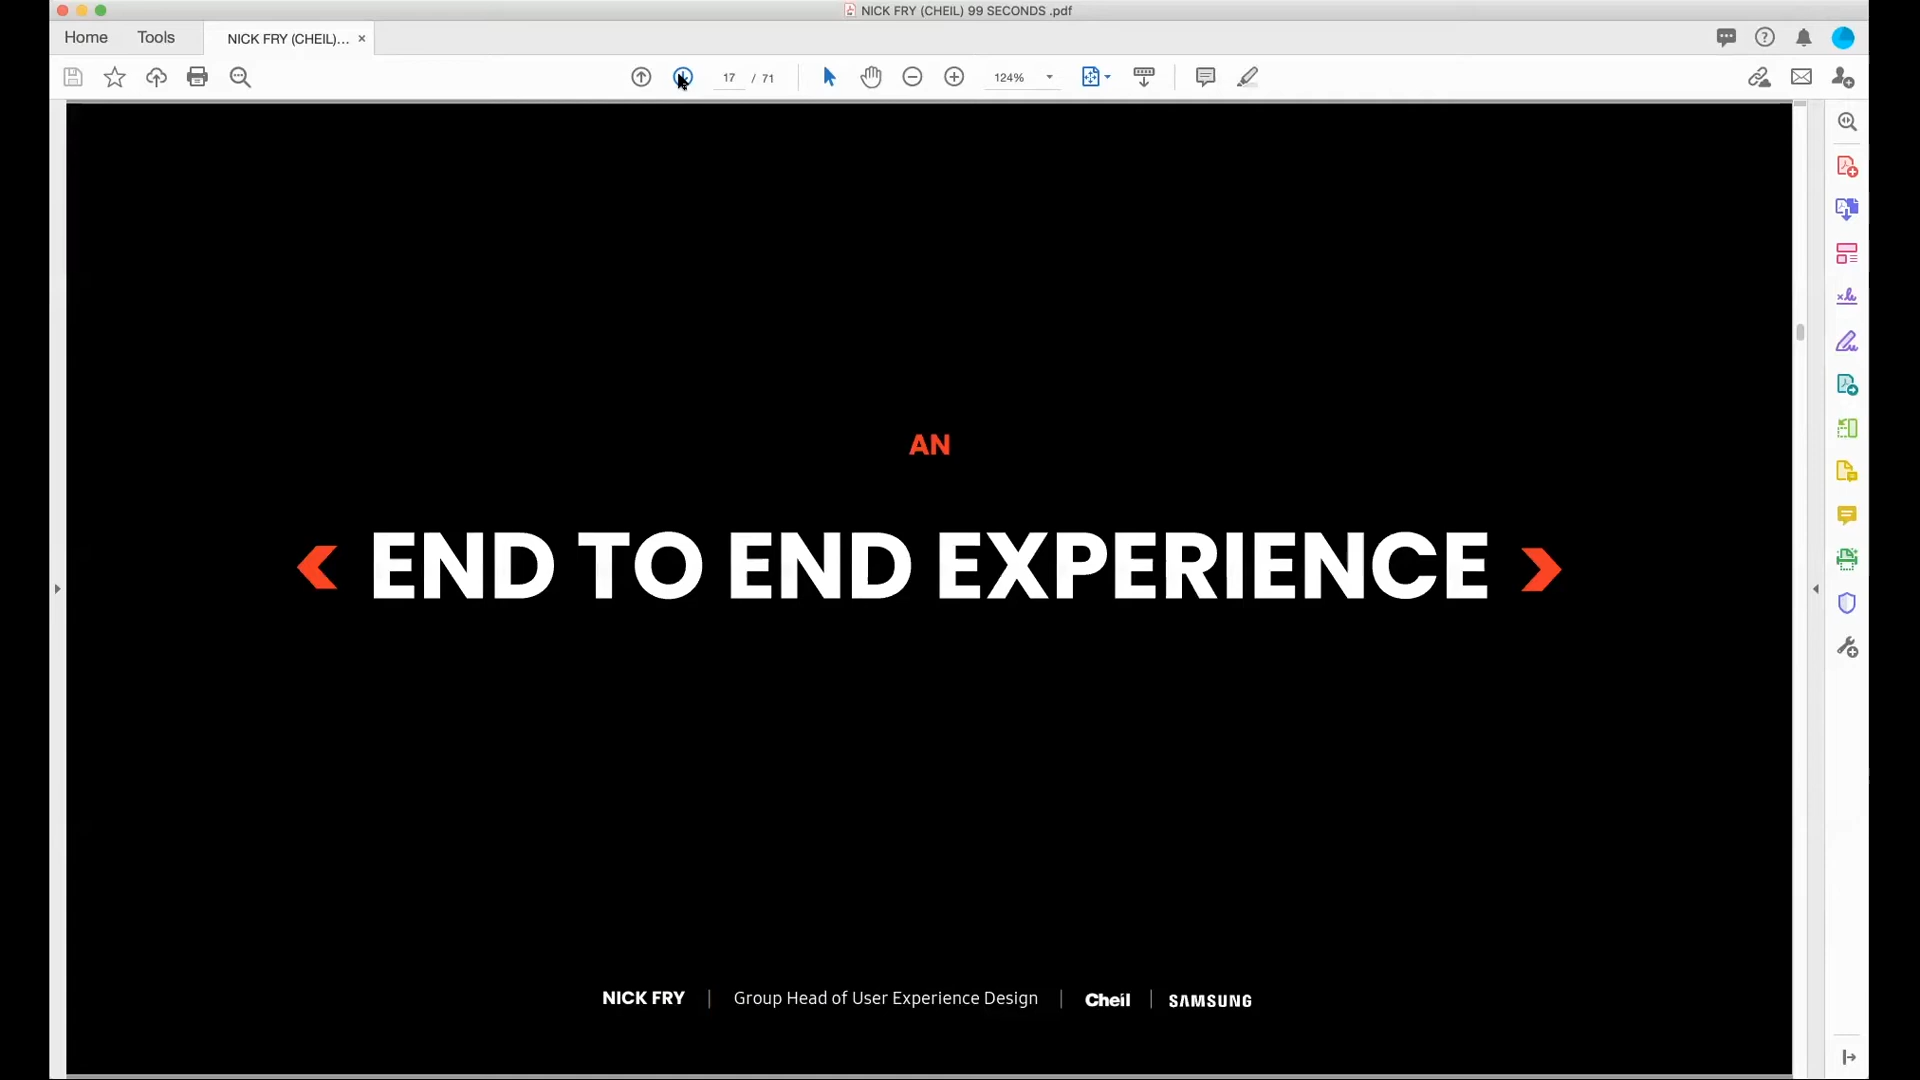 NICK FRY (CHEIL) 99 SECONDS .pdf
Home
Tools
NICK FRY (CHEIL)... ×
17 / 71
124%
AN
END TO END EXPERIENCE
NICK FRY | Group Head of User Experience Design | Cheil | SAMSUNG